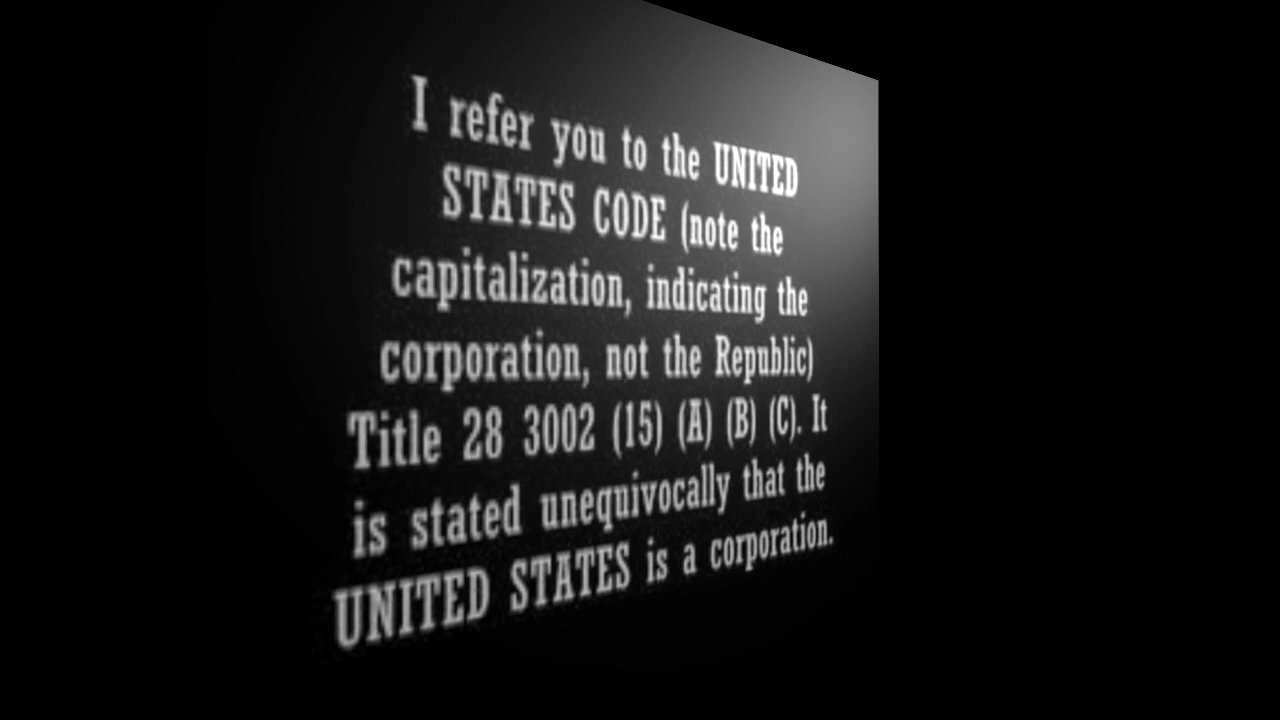 I refer you to the UNITED
STATES CODE (note the
capitalization, indicating the
corporation, not the Republic)
Title 28 3002 (15) (A) (B) (C). It
is stated unequivocally that the
UNITED STATES is a corporation.